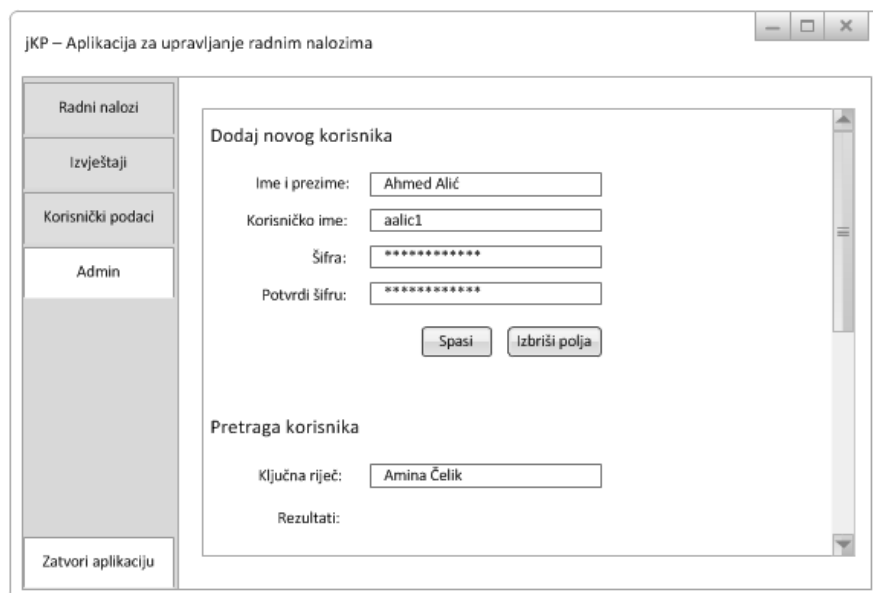 jKP – Aplikacija za upravljanje radnim nalozima
Radni nalozi
Izvještaji
Korisnički podaci
Admin
Zatvori aplikaciju
Dodaj novog korisnika
Ime i prezime: Ahmed Alić
Korisničko ime: aalic1
Šifra: ************
Potvrdi šifru: ************
Spasi Izbriši polja
Pretraga korisnika
Ključna riječ: Amina Čelik
Rezultati: